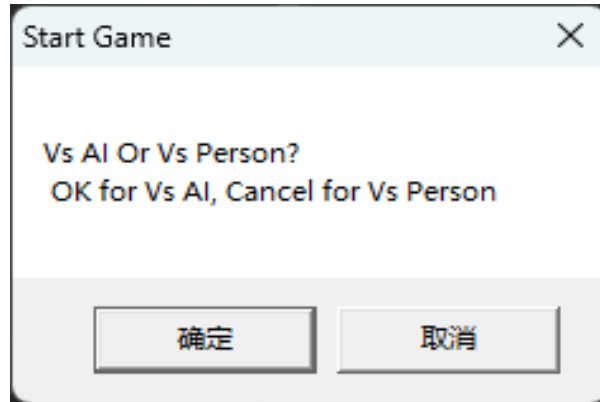 Start Game
Vs AI Or Vs Person?
OK for Vs AI, Cancel for Vs Person
确定
取消